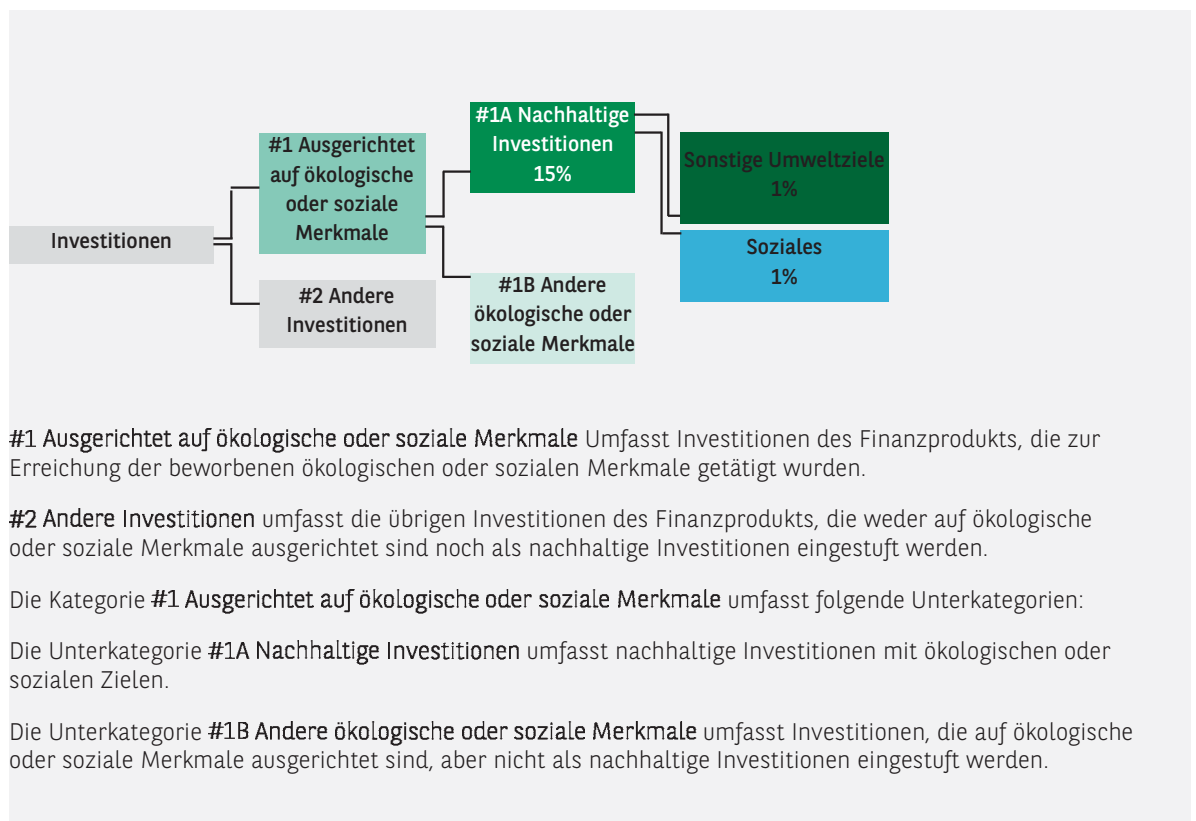 #1A Nachhaltige
Investitionen
15%
#1 Ausgerichtet
auf ökologische
oder soziale
Merkmale
Sonstige Umweltziele
1%
Investitionen
Soziales
1%
#2 Andere
Investitionen
#1B Andere
ökologische oder
soziale Merkmale
#1 Ausgerichtet auf ökologische oder soziale Merkmale Umfasst Investitionen des Finanzprodukts, die zur
Erreichung der beworbenen ökologischen oder sozialen Merkmale getätigt wurden.
#2 Andere Investitionen umfasst die übrigen Investitionen des Finanzprodukts, die weder auf ökologische
oder soziale Merkmale ausgerichtet sind noch als nachhaltige Investitionen eingestuft werden.
Die Kategorie #1 Ausgerichtet auf ökologische oder soziale Merkmale umfasst folgende Unterkategorien:
Die Unterkategorie #1A Nachhaltige Investitionen umfasst nachhaltige Investitionen mit ökologischen oder
sozialen Zielen.
Die Unterkategorie #1B Andere ökologische oder soziale Merkmale umfasst Investitionen, die auf ökologische
oder soziale Merkmale ausgerichtet sind, aber nicht als nachhaltige Investitionen eingestuft werden.